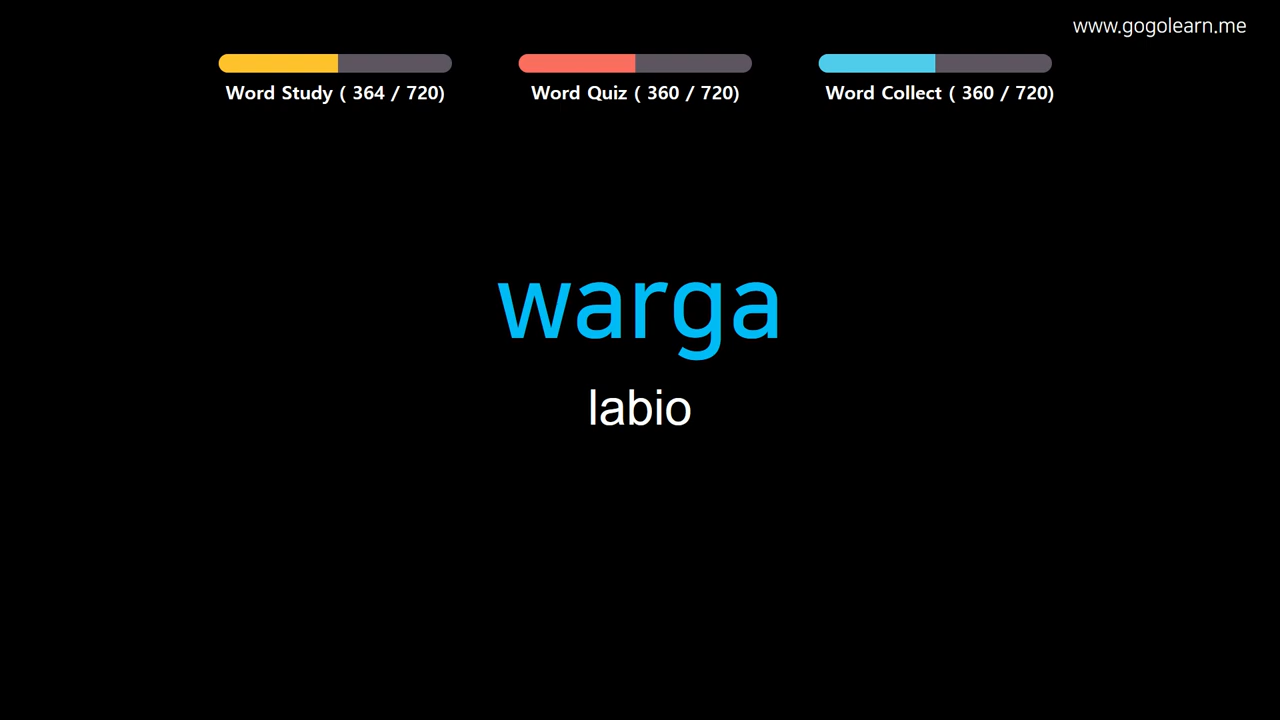 www.gogolearn.me
Word Study ( 364 / 720)
Word Quiz ( 360 / 720)
Word Collect ( 360 / 720)
warga
labio